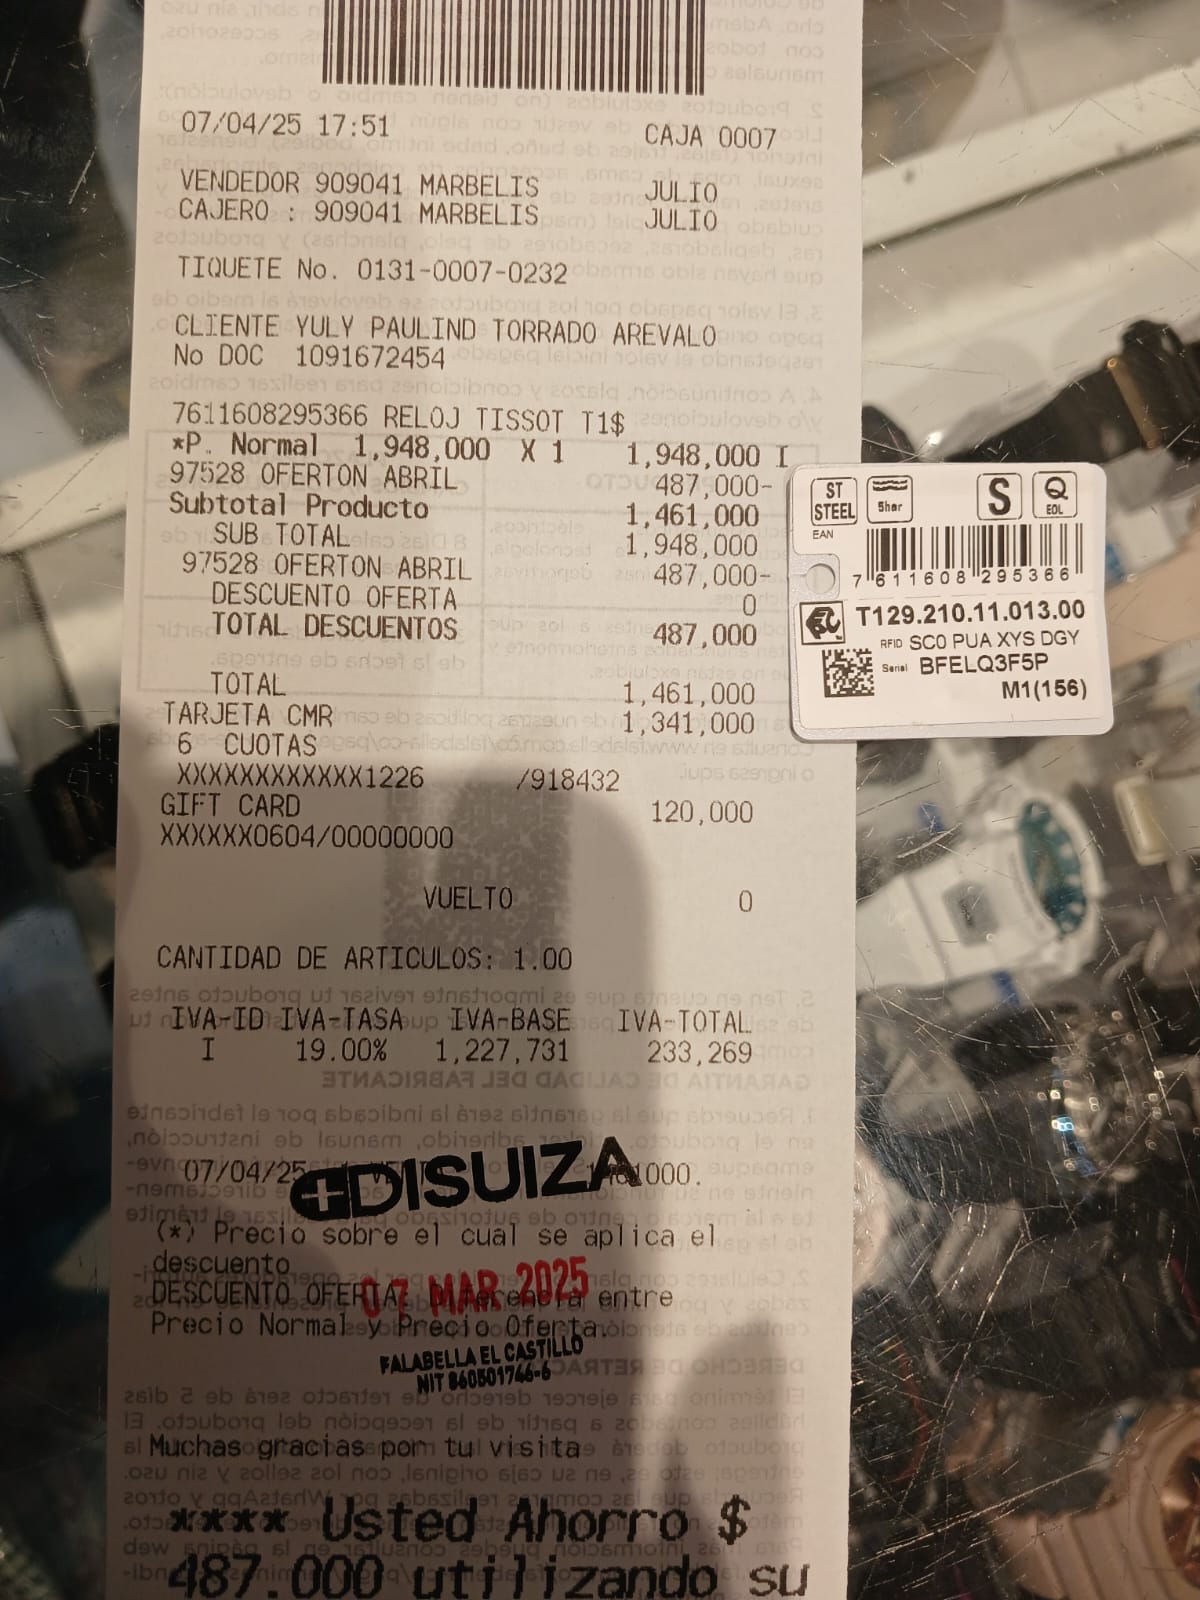 07/04/25 17:51 CAJA 0007
VENDEDOR 909041 MARBELIS JULIO
CAJERO : 909041 MARBELIS JULIO
TIQUETE No. 0131-0007-0232
CLIENTE YULY PAULIND TORRADO AREVALO
No DOC 1091672454
7611608295366 RELOJ TISSOT T1$
*P. Normal 1,948,000 X 1 1,948,000 I
97528 OFERTON ABRIL 487,000-
Subtotal Producto 1,461,000
SUB TOTAL 1,948,000
97528 OFERTON ABRIL 487,000-
DESCUENTO OFERTA 0
TOTAL DESCUENTOS 487,000
TOTAL 1,461,000
TARJETA CMR 1,341,000
6 CUOTAS
XXXXXXXXXXXX1226 /918432
GIFT CARD 120,000
XXXXXX0604/00000000
VUELTO 0
CANTIDAD DE ARTICULOS: 1.00
IVA-ID IVA-TASA IVA-BASE IVA-TOTAL
I 19.00% 1,227,731 233,269
07/04/25
DISUIZA
(*) Precio sobre el cual se aplica el
descuento
07 MAR 2025
DESCUENTO OFERTA entre
Precio Normal y Precio Oferta.
FALABELLA EL CASTILLO
NIT 860501746-6
Muchas gracias por tu visita
**** Usted Ahorro $
487.000 utilizando su
ST
STEEL
5bar
S
Q
EOL
EAN
7 611608 295366
T129.210.11.013.00
RFID SC0 PUA XYS DGY
Serial BFELQ3F5P
M1(156)